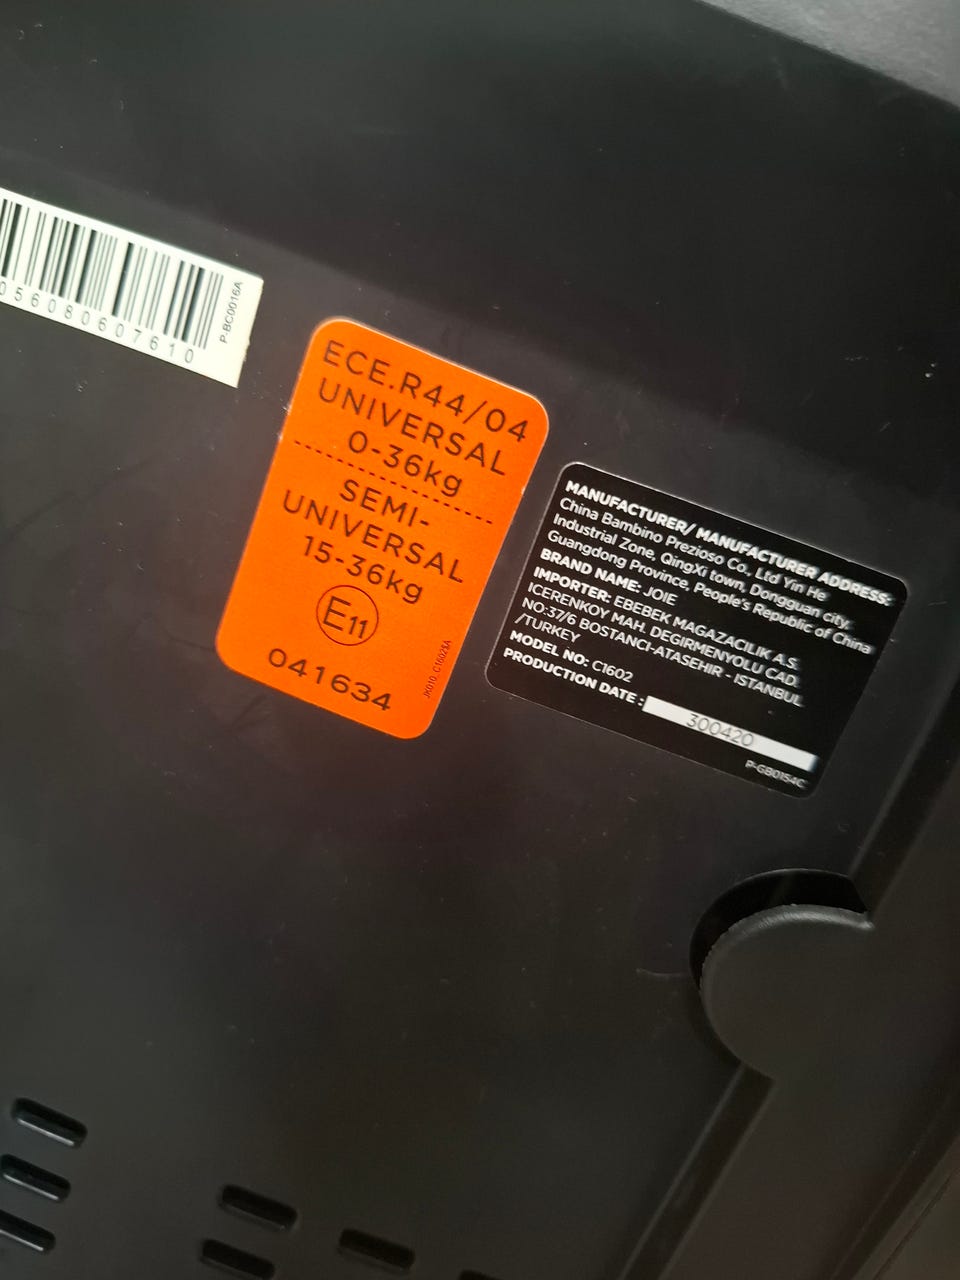 056080607610
P-BC0016A
ECE.R44/04
UNIVERSAL
0-36kg
SEMI-
UNIVERSAL
15-36kg
E11
041634
MANUFACTURER/ MANUFACTURER ADDRESS:
China Bambino Prezioso Co., Ltd Yin He
Industrial Zone, QingXi town, Dongguan city,
Guangdong Province, People's Republic of China
BRAND NAME: JOIE
IMPORTER: EBEBEK MAGAZACILIK A.S.
ICERENKOY MAH. DEGIRMENYOLU CAD.
NO:37/6 BOSTANCI-ATASEHIR - ISTANBUL
/TURKEY
MODEL NO: C1602
PRODUCTION DATE :
300420
P-GB0154C